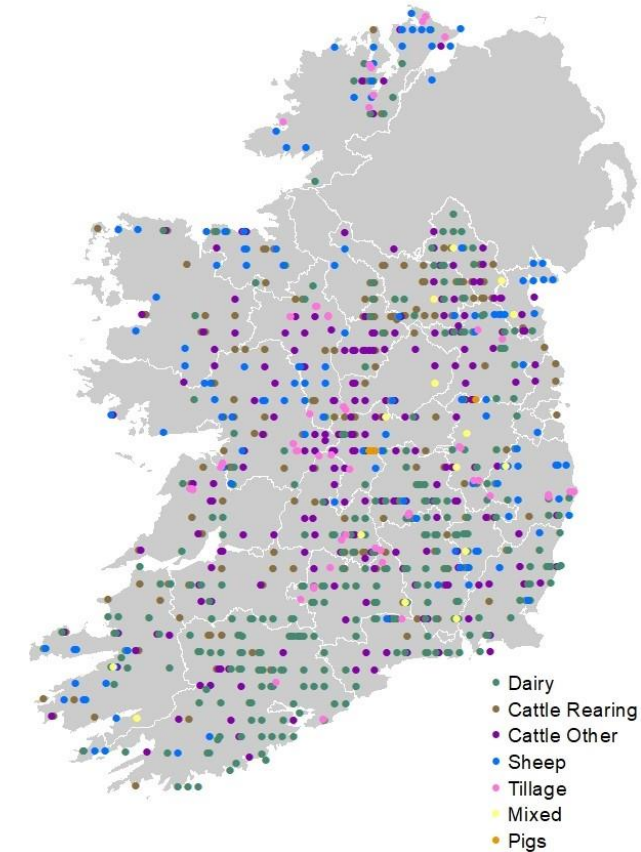 Dairy
Cattle Rearing
Cattle Other
Sheep
Tillage
Mixed
Pigs